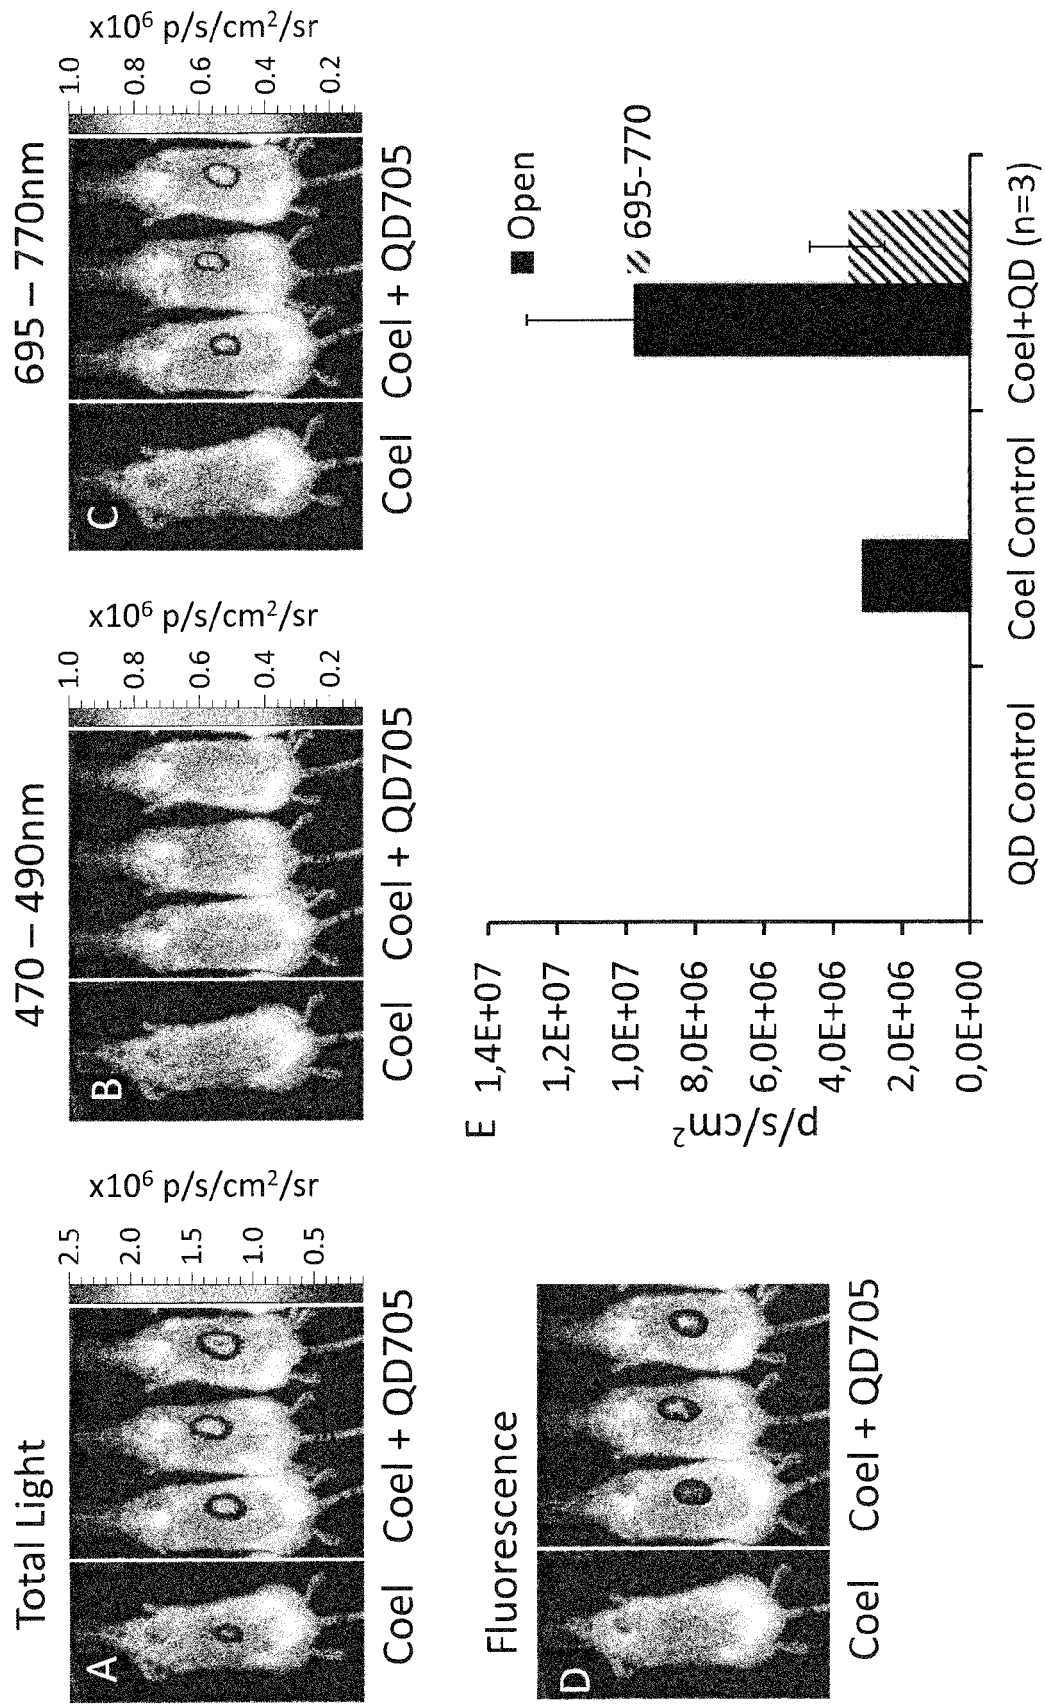 Total Light
A
x10⁶ p/s/cm²/sr
2.5
2.0
1.5
1.0
0.5
Coel
Coel + QD705
470 – 490nm
B
x10⁶ p/s/cm²/sr
1.0
0.8
0.6
0.4
0.2
Coel
Coel + QD705
695 – 770nm
C
x10⁶ p/s/cm²/sr
1.0
0.8
0.6
0.4
0.2
Coel
Coel + QD705
Fluorescence
D
Coel
Coel + QD705
E
1,4E+07
1,2E+07
1,0E+07
8,0E+06
6,0E+06
4,0E+06
2,0E+06
0,0E+00
p/s/cm²
Open
695-770
QD Control
Coel Control
Coel+QD (n=3)